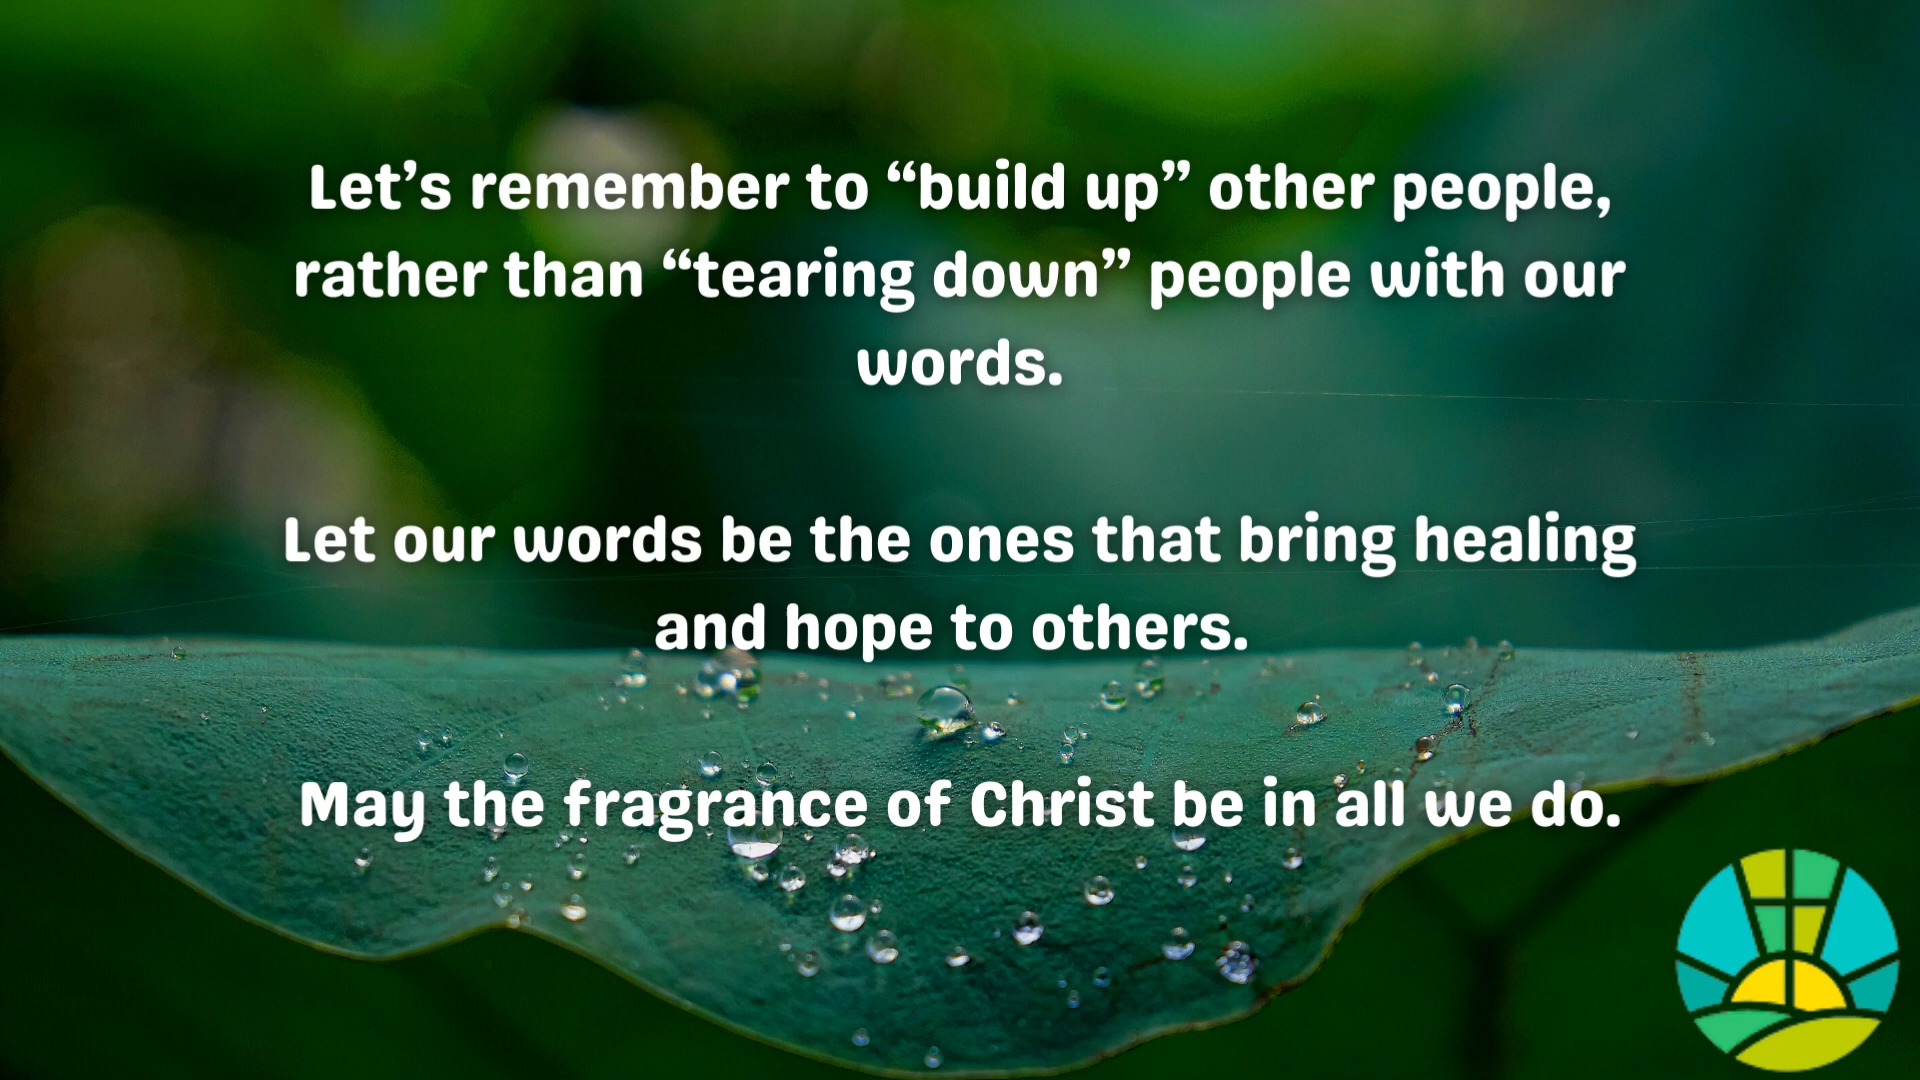 Let’s remember to “build up” other people,
rather than “tearing down” people with our
words.
Let our words be the ones that bring healing
and hope to others.
May the fragrance of Christ be in all we do.